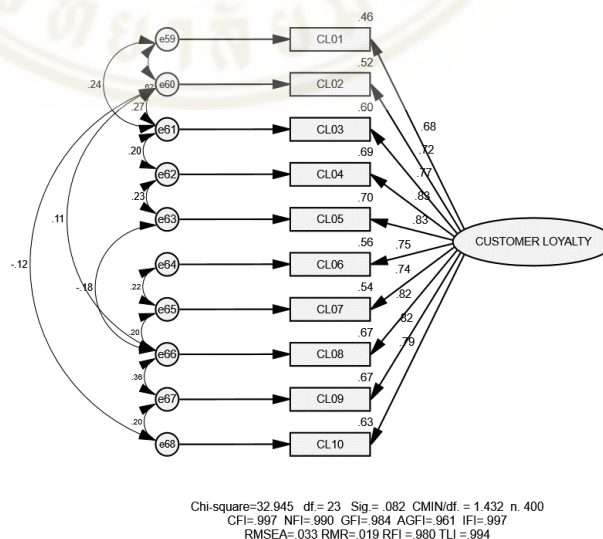 .46
e59 CL01
.52
.24
.62
e60 CL02
.27
.60
.68
e61 CL03
.72
.20
.69
.77
e62 CL04
.83
.23
.70
e63 CL05
.83
.11
.56
.75
CUSTOMER LOYALTY
-.12
e64 CL06
.74
-.18
.22
.54
.82
e65 CL07
.20
.67
.82
e66 CL08
.79
.36
.67
e67 CL09
.20
.63
e68 CL10
Chi-square=32.945 df.= 23 Sig.= .082 CMIN/df. = 1.432 n. 400
CFI=.997 NFI=.990 GFI=.984 AGFI=.961 IFI=.997
RMSEA=.033 RMR=.019 RFI =.980 TLI =.994